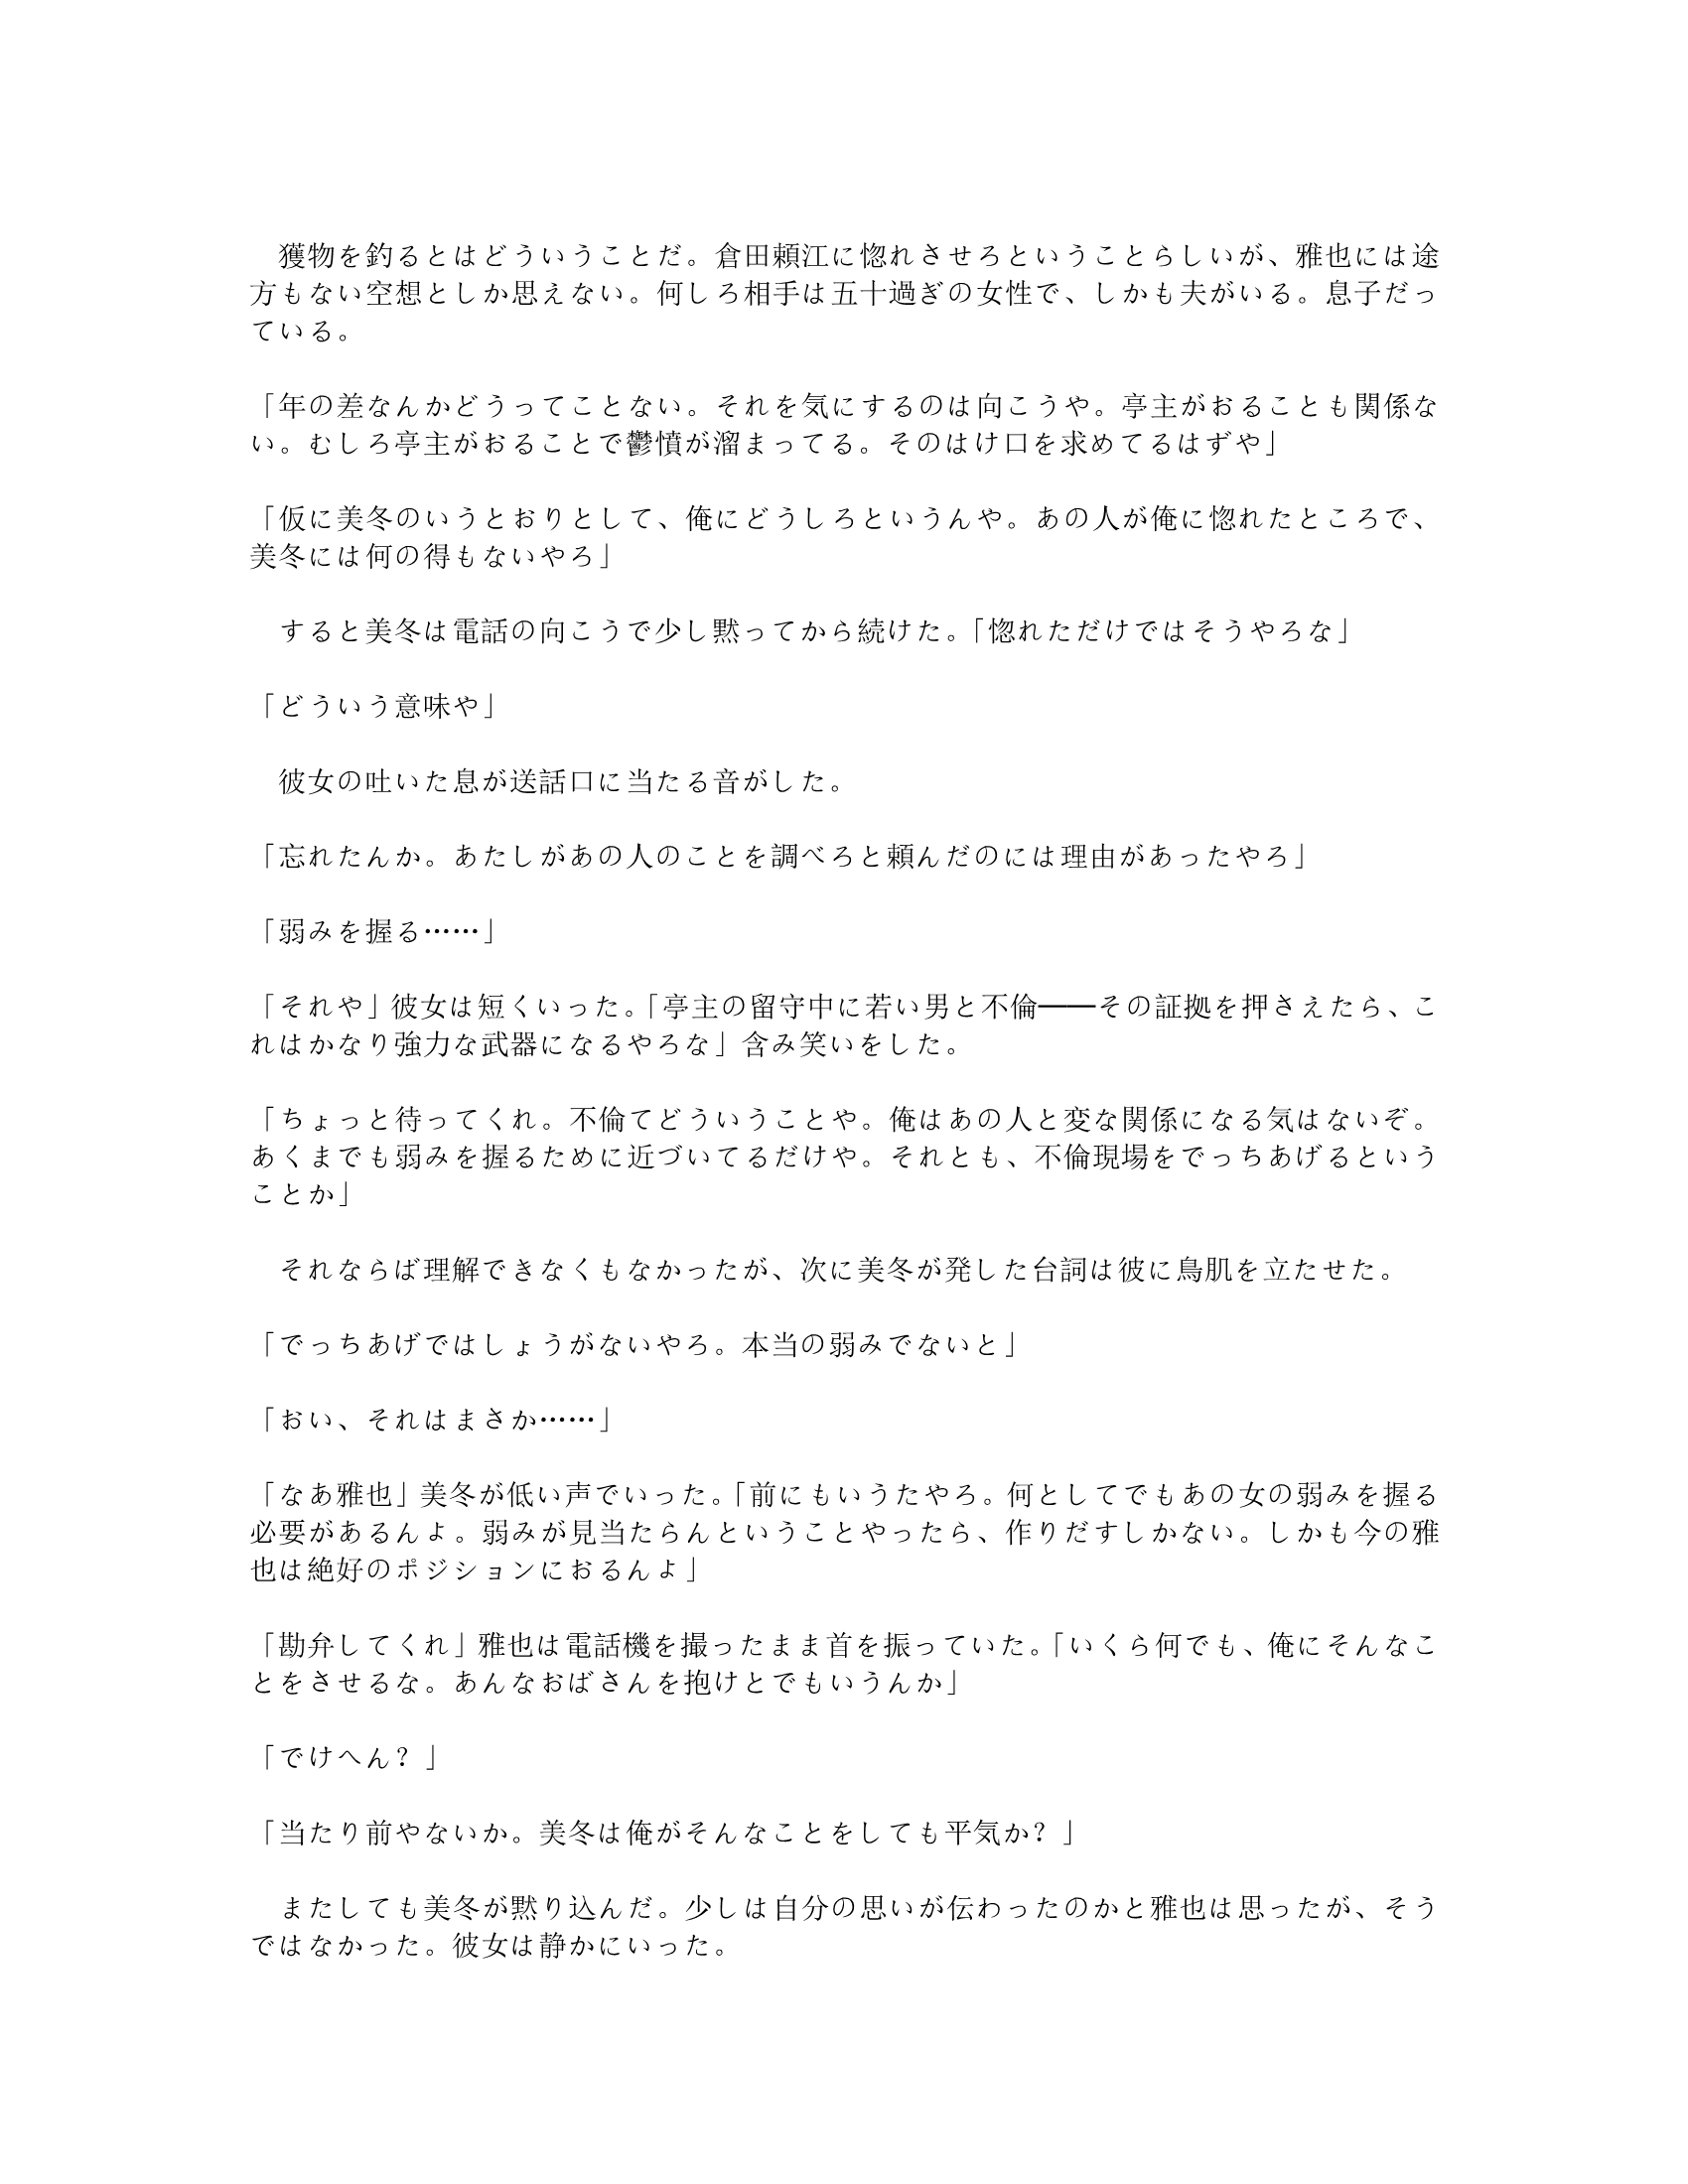 獲物を釣るとはどういうことだ。倉田頼江に惚れさせろということらしいが、雅也には途
方もない空想としか思えない。何しろ相手は五十過ぎの女性で、しかも夫がいる。息子だっ
ている。
「年の差なんかどうってことない。それを気にするのは向こうや。亭主がおることも関係な
い。むしろ亭主がおることで鬱憤が溜まってる。そのはけ口を求めてるはずや」
「仮に美冬のいうとおりとして、俺にどうしろというんや。あの人が俺に惚れたところで、
美冬には何の得もないやろ」
　すると美冬は電話の向こうで少し黙ってから続けた。「惚れただけではそうやろな」
「どういう意味や」
　彼女の吐いた息が送話口に当たる音がした。
「忘れたんか。あたしがあの人のことを調べろと頼んだのには理由があったやろ」
「弱みを握る……」
「それや」彼女は短くいった。「亭主の留守中に若い男と不倫――その証拠を押さえたら、こ
れはかなり強力な武器になるやろな」含み笑いをした。
「ちょっと待ってくれ。不倫てどういうことや。俺はあの人と変な関係になる気はないぞ。
あくまでも弱みを握るために近づいてるだけや。それとも、不倫現場をでっちあげるという
ことか」
　それならば理解できなくもなかったが、次に美冬が発した台詞は彼に鳥肌を立たせた。
「でっちあげではしょうがないやろ。本当の弱みでないと」
「おい、それはまさか……」
「なあ雅也」美冬が低い声でいった。「前にもいうたやろ。何としてでもあの女の弱みを握る
必要があるんよ。弱みが見当たらんということやったら、作りだすしかない。しかも今の雅
也は絶好のポジションにおるんよ」
「勘弁してくれ」雅也は電話機を撮ったまま首を振っていた。「いくら何でも、俺にそんなこ
とをさせるな。あんなおばさんを抱けとでもいうんか」
「でけへん？」
「当たり前やないか。美冬は俺がそんなことをしても平気か？」
　またしても美冬が黙り込んだ。少しは自分の思いが伝わったのかと雅也は思ったが、そう
ではなかった。彼女は静かにいった。